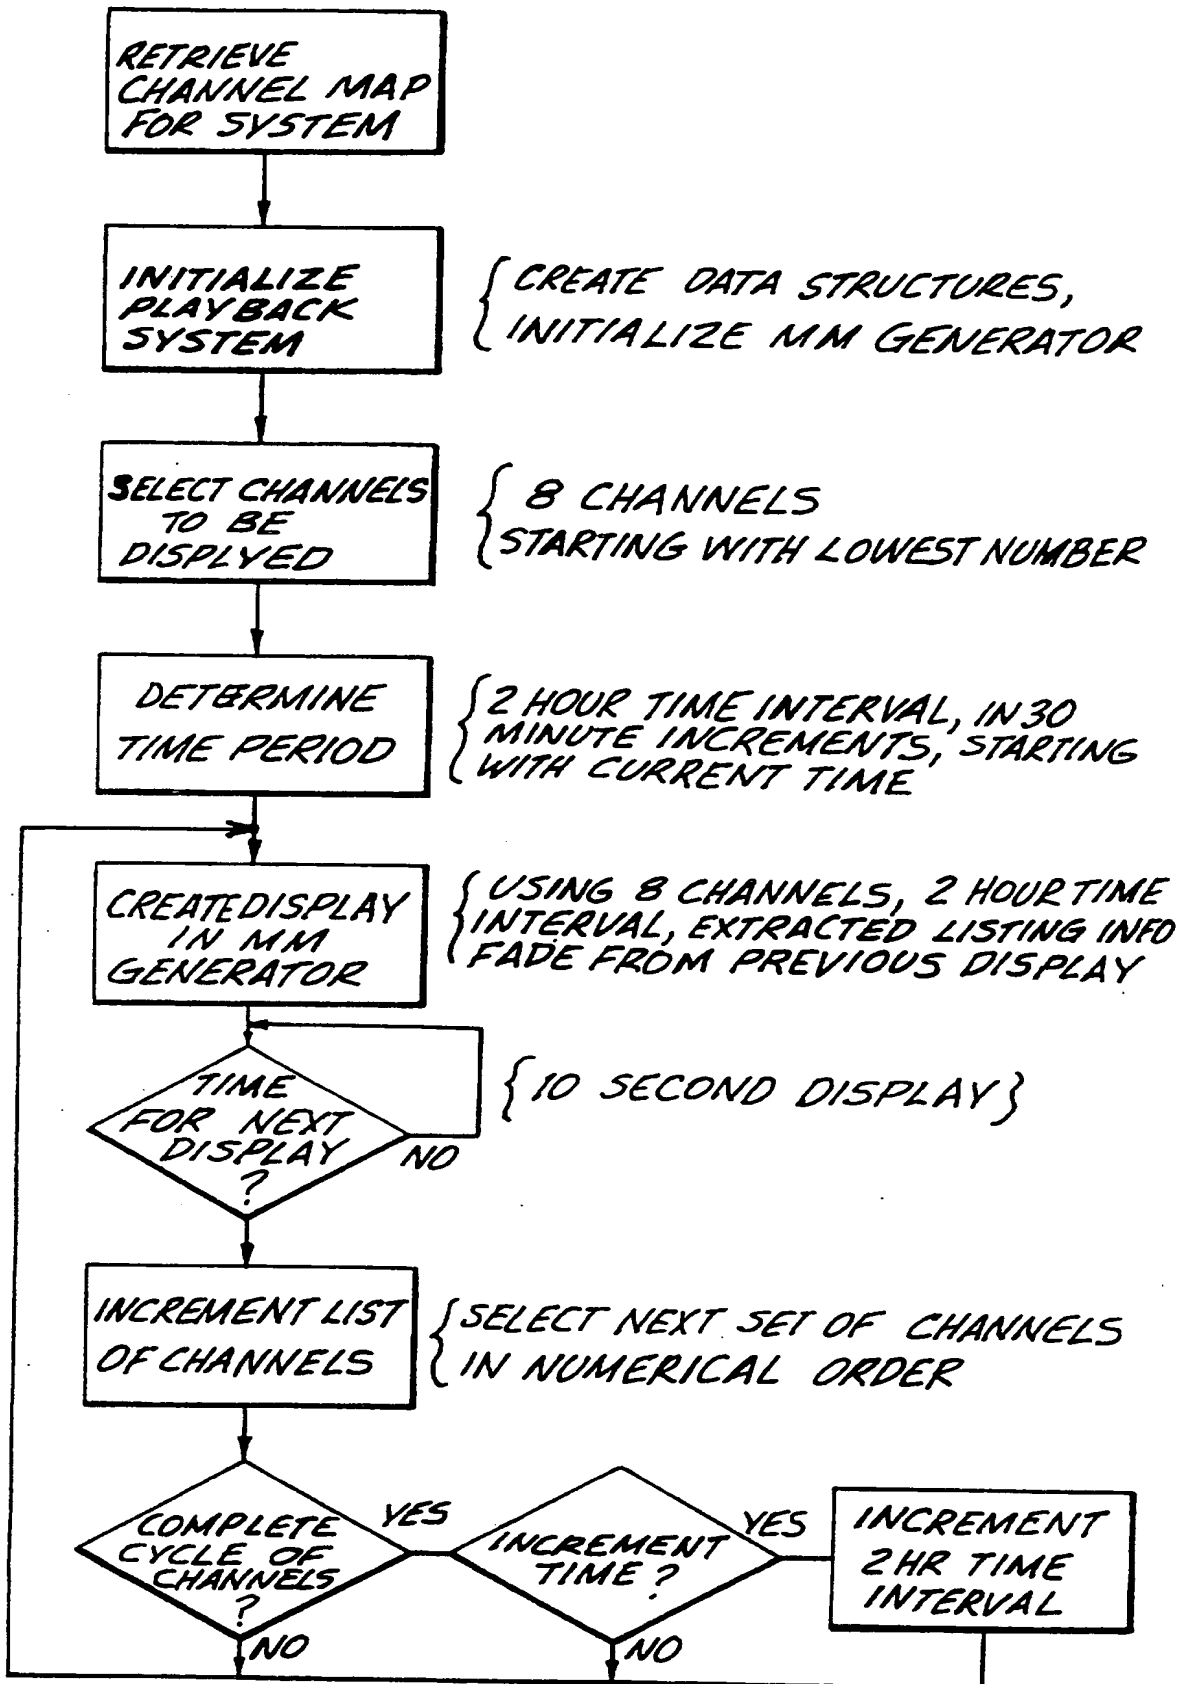 RETRIEVE
CHANNEL MAP
FOR SYSTEM
INITIALIZE
PLAYBACK
SYSTEM
{ CREATE DATA STRUCTURES,
INITIALIZE MM GENERATOR
SELECT CHANNELS
TO BE
DISPLYED
{ 8 CHANNELS
STARTING WITH LOWEST NUMBER
DETERMINE
TIME PERIOD
{ 2 HOUR TIME INTERVAL, IN 30
MINUTE INCREMENTS, STARTING
WITH CURRENT TIME
CREATE DISPLAY
IN MM
GENERATOR
{ USING 8 CHANNELS, 2 HOUR TIME
INTERVAL, EXTRACTED LISTING INFO
FADE FROM PREVIOUS DISPLAY
TIME
FOR NEXT
DISPLAY
?
NO
{ 10 SECOND DISPLAY }
INCREMENT LIST
OF CHANNELS
{ SELECT NEXT SET OF CHANNELS
IN NUMERICAL ORDER
COMPLETE
CYCLE OF
CHANNELS
?
YES
NO
INCREMENT
TIME ?
YES
NO
INCREMENT
2 HR TIME
INTERVAL